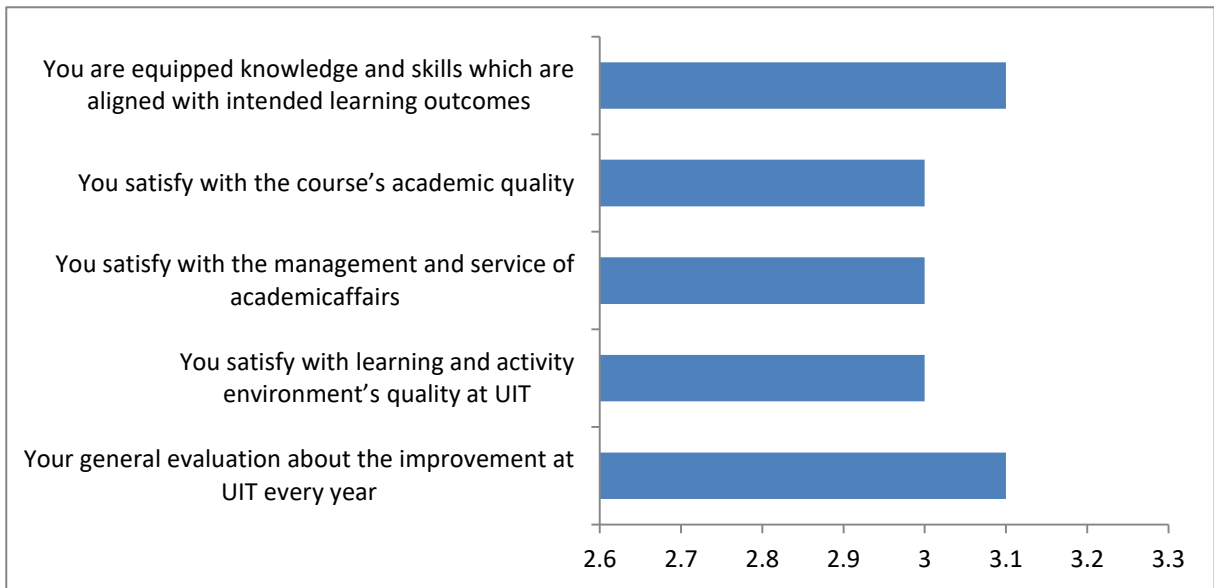 You are equipped knowledge and skills which are
aligned with intended learning outcomes
You satisfy with the course’s academic quality
You satisfy with the management and service of
academicaffairs
You satisfy with learning and activity
environment’s quality at UIT
Your general evaluation about the improvement at
UIT every year
2.6 2.7 2.8 2.9 3 3.1 3.2 3.3